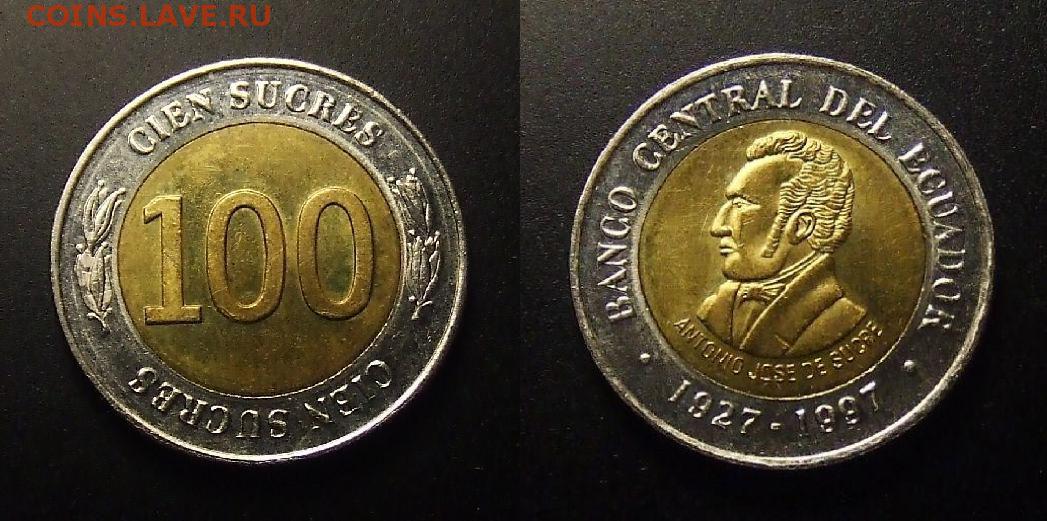 COINS.LAVE.RU
CIEN SUCRES
100
CIEN SUCRES
BANCO CENTRAL DEL ECUADOR
ANTONIO JOSE DE SUCRE
· 1927 - 1997 ·